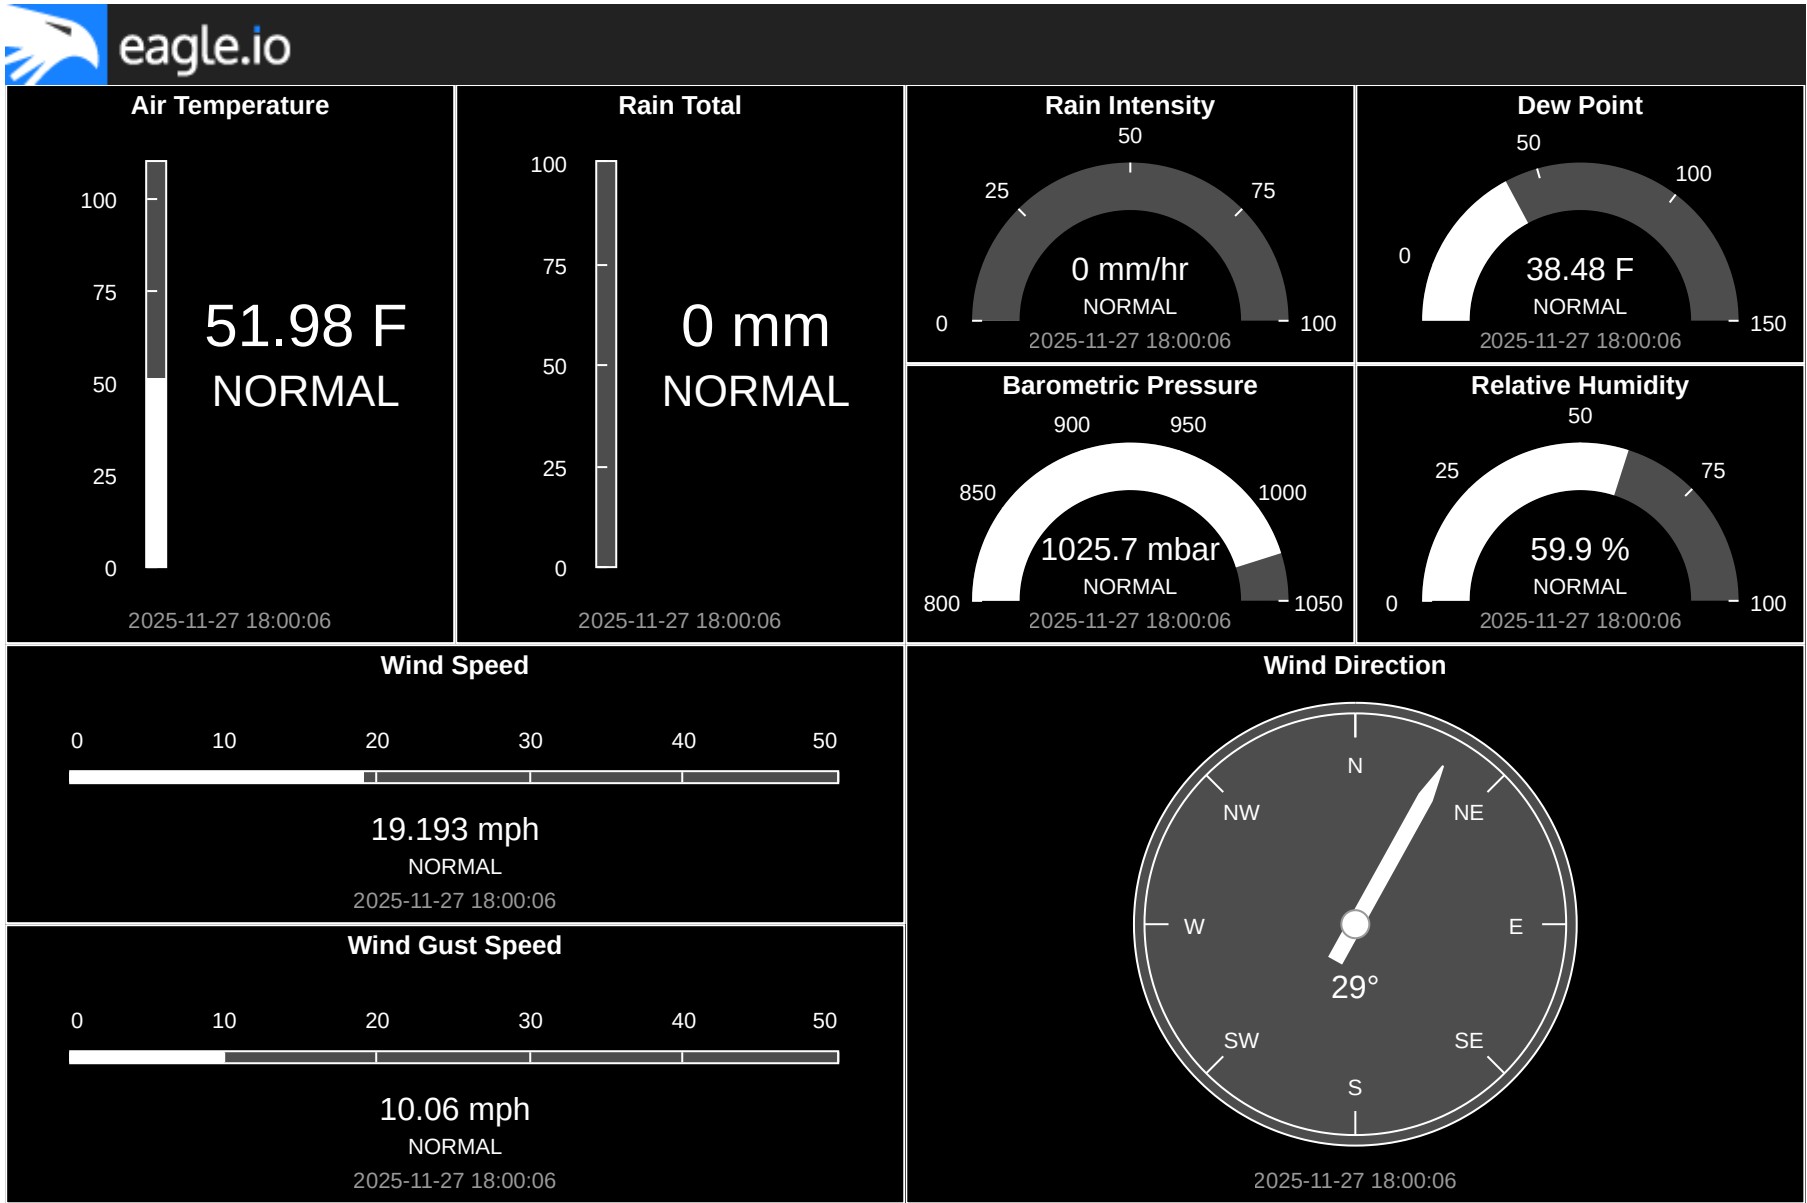 eagle.io
Air Temperature
100
75
50
25
0
51.98 F
NORMAL
2025-11-27 18:00:06
Rain Total
100
75
50
25
0
0 mm
NORMAL
2025-11-27 18:00:06
Rain Intensity
0
25
50
75
100
0 mm/hr
NORMAL
2025-11-27 18:00:06
Dew Point
0
50
100
150
38.48 F
NORMAL
2025-11-27 18:00:06
Barometric Pressure
800
850
900
950
1000
1050
1025.7 mbar
NORMAL
2025-11-27 18:00:06
Relative Humidity
0
25
50
75
100
59.9 %
NORMAL
2025-11-27 18:00:06
Wind Speed
0 10 20 30 40 50
19.193 mph
NORMAL
2025-11-27 18:00:06
Wind Gust Speed
0 10 20 30 40 50
10.06 mph
NORMAL
2025-11-27 18:00:06
Wind Direction
N
NW NE
W E
29°
SW SE
S
2025-11-27 18:00:06